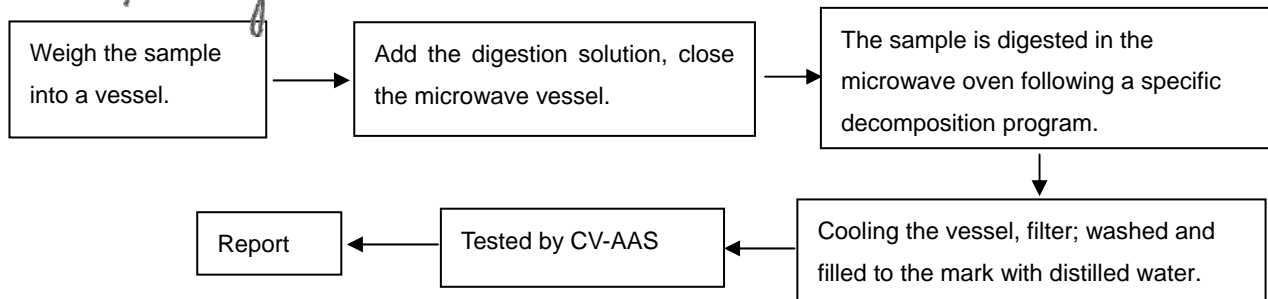 Weigh the sample
into a vessel.
Add the digestion solution, close
the microwave vessel.
The sample is digested in the
microwave oven following a specific
decomposition program.
Cooling the vessel, filter; washed and
filled to the mark with distilled water.
Tested by CV-AAS
Report